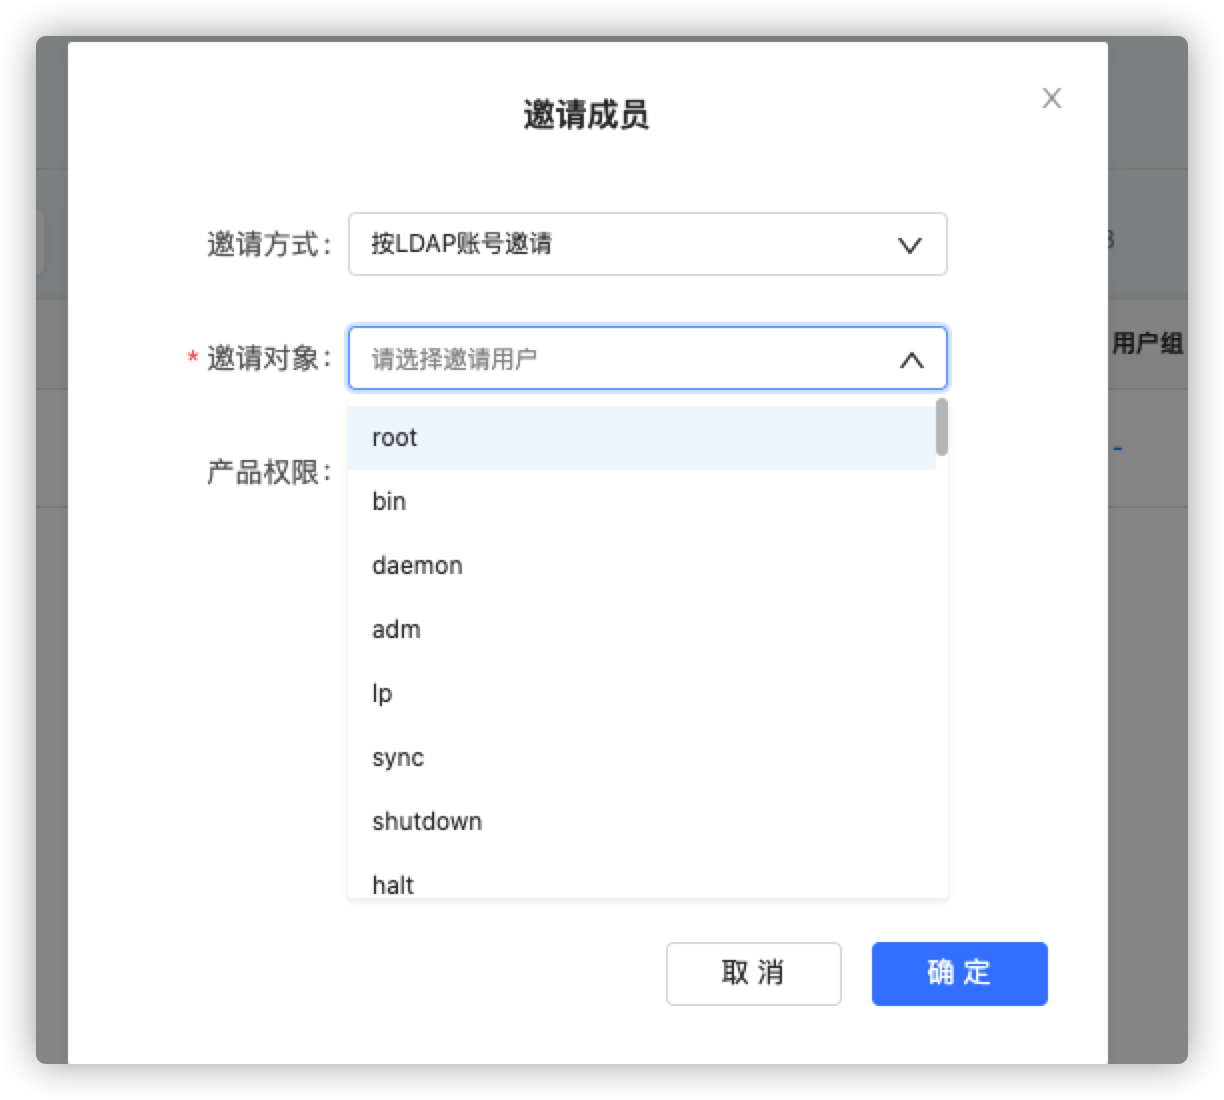 邀请成员
邀请方式：
按LDAP账号邀请
* 邀请对象：
请选择邀请用户
产品权限：
root
bin
daemon
adm
lp
sync
shutdown
halt
取 消
确 定
用户组
-